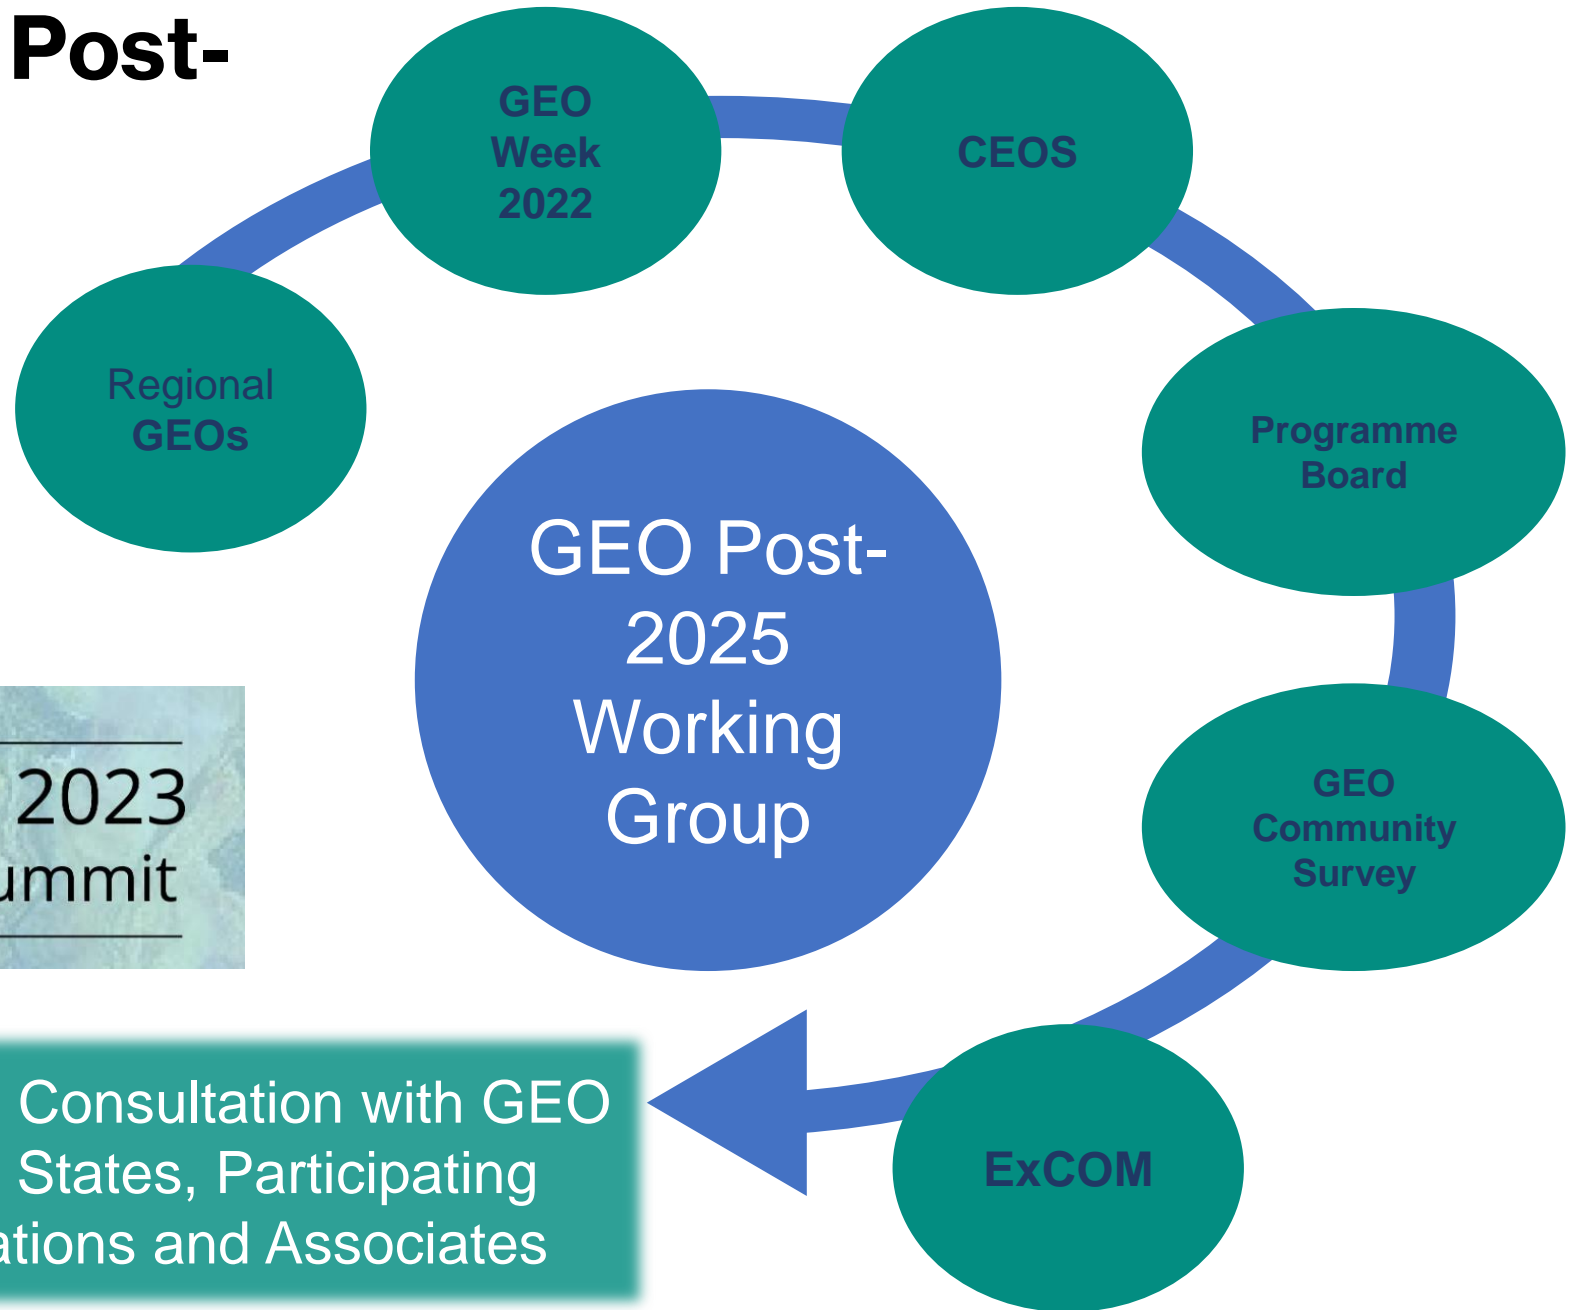 Post-
GEO
Week
2022
CEOS
Regional
GEOs
Programme
Board
GEO Post-
2025
Working
Group
2023
ummit
GEO
Community
Survey
Consultation with GEO
States, Participating
ations and Associates
ExCOM